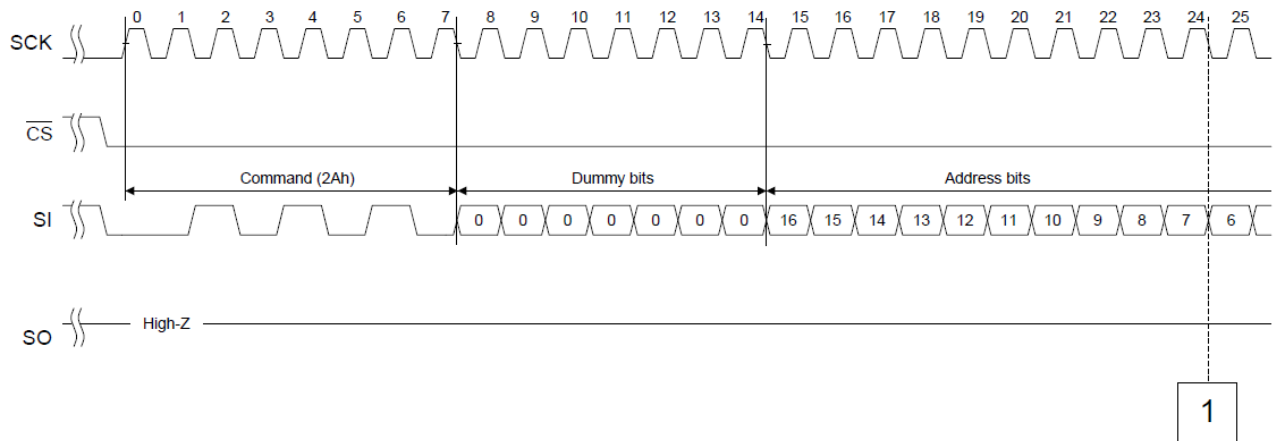 0 1 2 3 4 5 6 7 8 9 10 11 12 13 14 15 16 17 18 19 20 21 22 23 24 25
SCK
CS
Command (2Ah) Dummy bits Address bits
SI 0 0 0 0 0 0 0 16 15 14 13 12 11 10 9 8 7 6
High-Z
SO
1